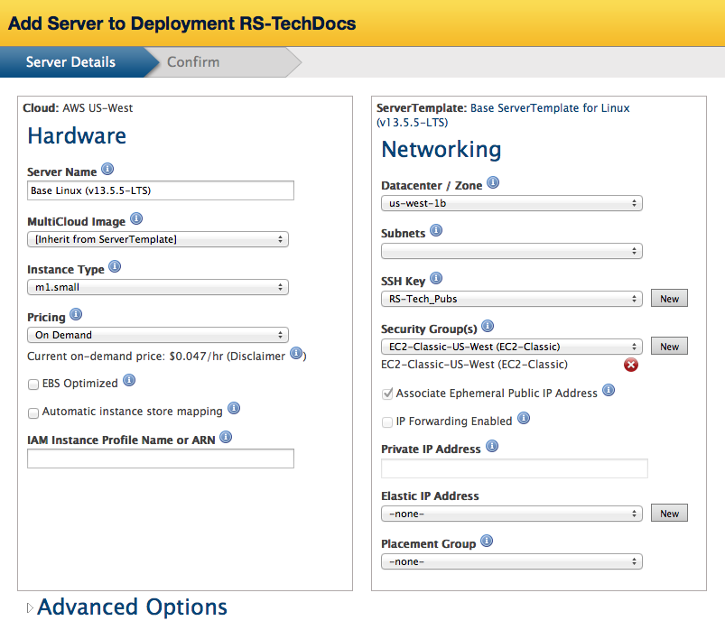 Add Server to Deployment RS-TechDocs
Server Details
Confirm
Cloud: AWS US-West
Hardware
Server Name
Base Linux (v13.5.5-LTS)
MultiCloud Image
[Inherit from ServerTemplate]
Instance Type
m1.small
Pricing
On Demand
Current on-demand price: $0.047/hr (Disclaimer )
EBS Optimized
Automatic instance store mapping
IAM Instance Profile Name or ARN
ServerTemplate: Base ServerTemplate for Linux
(v13.5.5-LTS)
Networking
Datacenter / Zone
us-west-1b
Subnets
SSH Key
RS-Tech_Pubs
New
Security Group(s)
EC2-Classic-US-West (EC2-Classic)
New
EC2-Classic-US-West (EC2-Classic)
Associate Ephemeral Public IP Address
IP Forwarding Enabled
Private IP Address
Elastic IP Address
-none-
New
Placement Group
-none-
Advanced Options